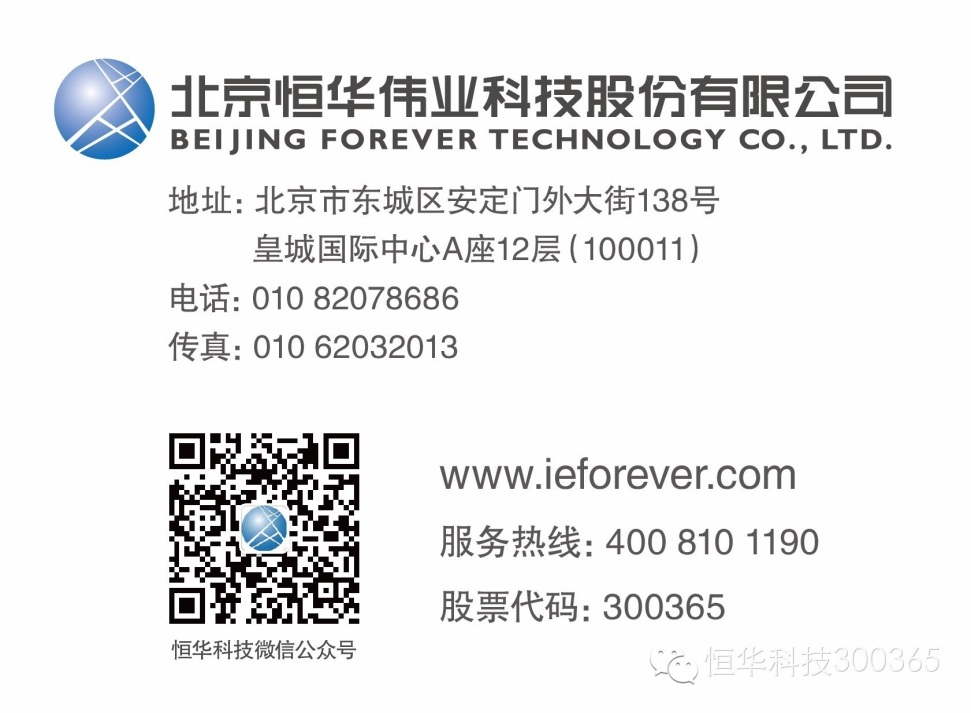 北京恒华伟业科技股份有限公司
BEIJING FOREVER TECHNOLOGY CO., LTD.
地址: 北京市东城区安定门外大街138号
皇城国际中心A座12层(100011)
电话: 010 82078686
传真: 010 62032013
www.ieforever.com
服务热线: 400 810 1190
股票代码: 300365
恒华科技微信公众号
恒华科技300365